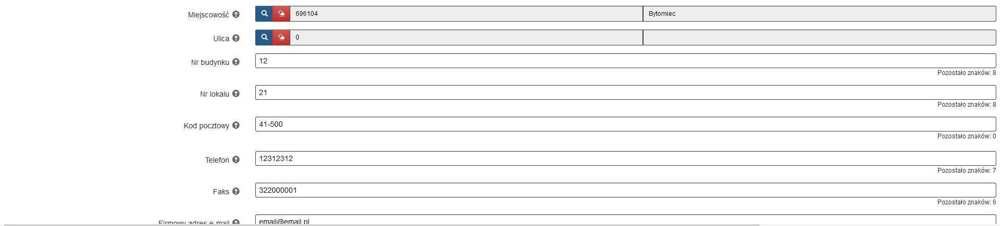 Miejscowość 696104 Bytomiec
Ulica 0
Nr budynku 12
Pozostało znaków: 8
Nr lokalu 21
Pozostało znaków: 8
Kod pocztowy 41-500
Pozostało znaków: 0
Telefon 12312312
Pozostało znaków: 7
Faks 322000001
Pozostało znaków: 6
Firmowy adres e-mail email@email.pl